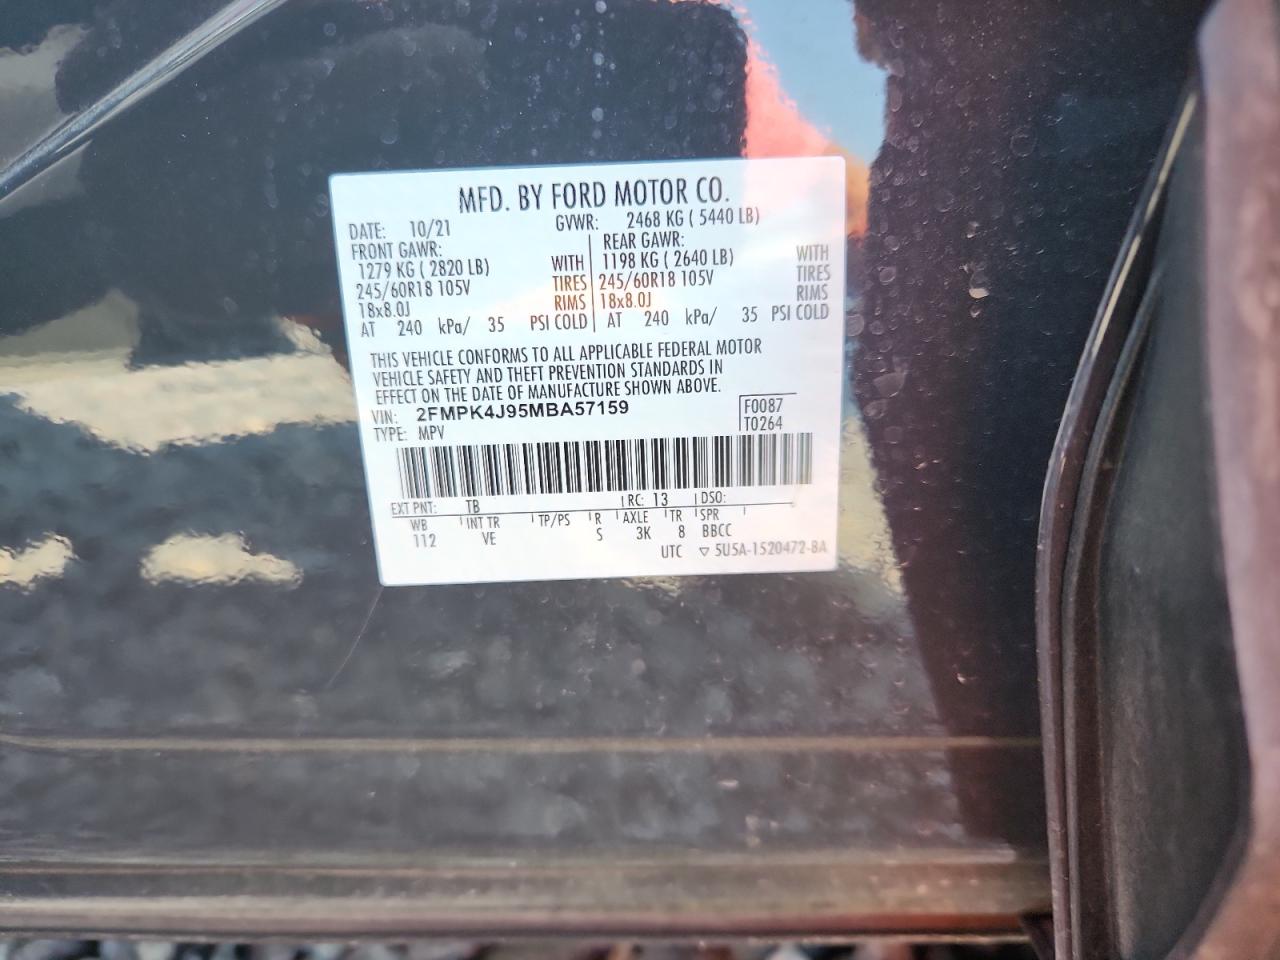 MFD. BY FORD MOTOR CO.
DATE: 10/21 GVWR: 2468 KG ( 5440 LB)
FRONT GAWR: REAR GAWR:
1279 KG ( 2820 LB) WITH 1198 KG ( 2640 LB) WITH
245/60R18 105V TIRES 245/60R18 105V TIRES
18x8.0J RIMS 18x8.0J RIMS
AT 240 kPa/ 35 PSI COLD AT 240 kPa/ 35 PSI COLD
THIS VEHICLE CONFORMS TO ALL APPLICABLE FEDERAL MOTOR
VEHICLE SAFETY AND THEFT PREVENTION STANDARDS IN
EFFECT ON THE DATE OF MANUFACTURE SHOWN ABOVE.
VIN: 2FMPK4J95MBA57159 F0087
TYPE: MPV T0264
EXT PNT: TB RC: 13 DSO:
WB INT TR TP/PS R AXLE TR SPR
112 VE S 3K 8 BBCC
UTC ▽ 5U5A-1520472-BA